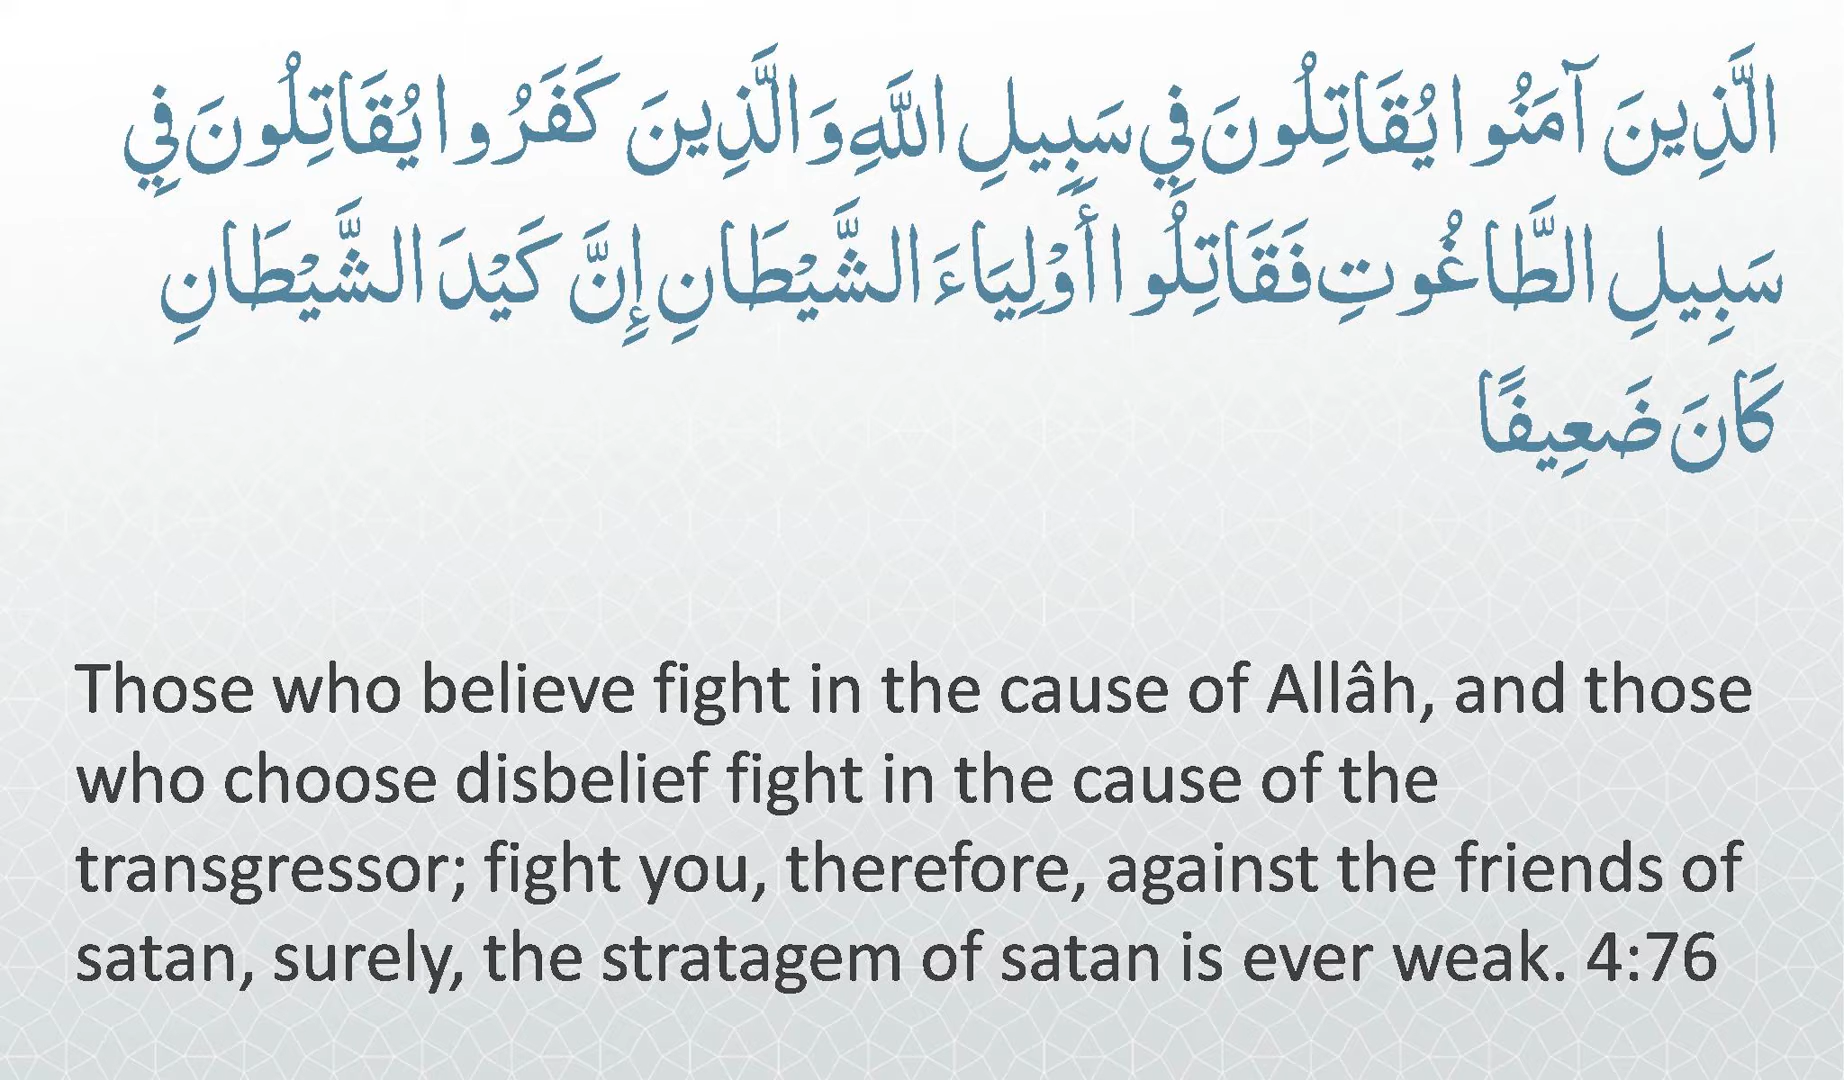 الَّذِينَ آمَنُوا يُقَاتِلُونَ فِي سَبِيلِ اللَّهِ وَالَّذِينَ كَفَرُوا يُقَاتِلُونَ فِي
سَبِيلِ الطَّاغُوتِ فَقَاتِلُوا أَوْلِيَاءَ الشَّيْطَانِ إِنَّ كَيْدَ الشَّيْطَانِ
كَانَ ضَعِيفًا
Those who believe fight in the cause of Allâh, and those
who choose disbelief fight in the cause of the
transgressor; fight you, therefore, against the friends of
satan, surely, the stratagem of satan is ever weak. 4:76